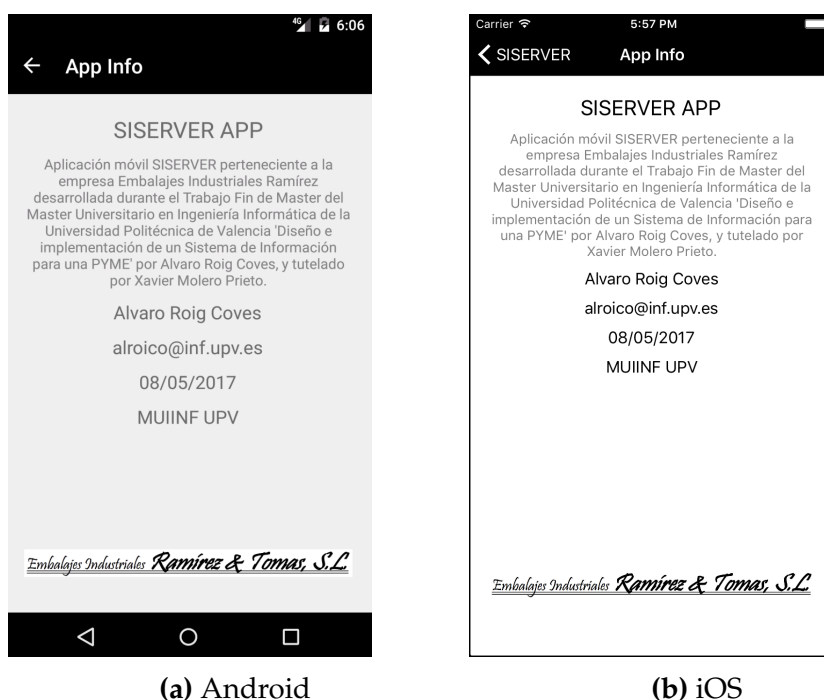 4G 6:06
App Info
SISERVER APP
Aplicación móvil SISERVER perteneciente a la
empresa Embalajes Industriales Ramírez
desarrollada durante el Trabajo Fin de Master del
Master Universitario en Ingeniería Informática de la
Universidad Politécnica de Valencia 'Diseño e
implementación de un Sistema de Información
para una PYME' por Alvaro Roig Coves, y tutelado
por Xavier Molero Prieto.
Alvaro Roig Coves
alroico@inf.upv.es
08/05/2017
MUIINF UPV
Embalajes Industriales Ramírez & Tomas, S.L.
(a) Android
Carrier 5:57 PM
SISERVER App Info
SISERVER APP
Aplicación móvil SISERVER perteneciente a la
empresa Embalajes Industriales Ramírez
desarrollada durante el Trabajo Fin de Master del
Master Universitario en Ingeniería Informática de la
Universidad Politécnica de Valencia 'Diseño e
implementación de un Sistema de Información para
una PYME' por Alvaro Roig Coves, y tutelado por
Xavier Molero Prieto.
Alvaro Roig Coves
alroico@inf.upv.es
08/05/2017
MUIINF UPV
Embalajes Industriales Ramírez & Tomas, S.L.
(b) iOS